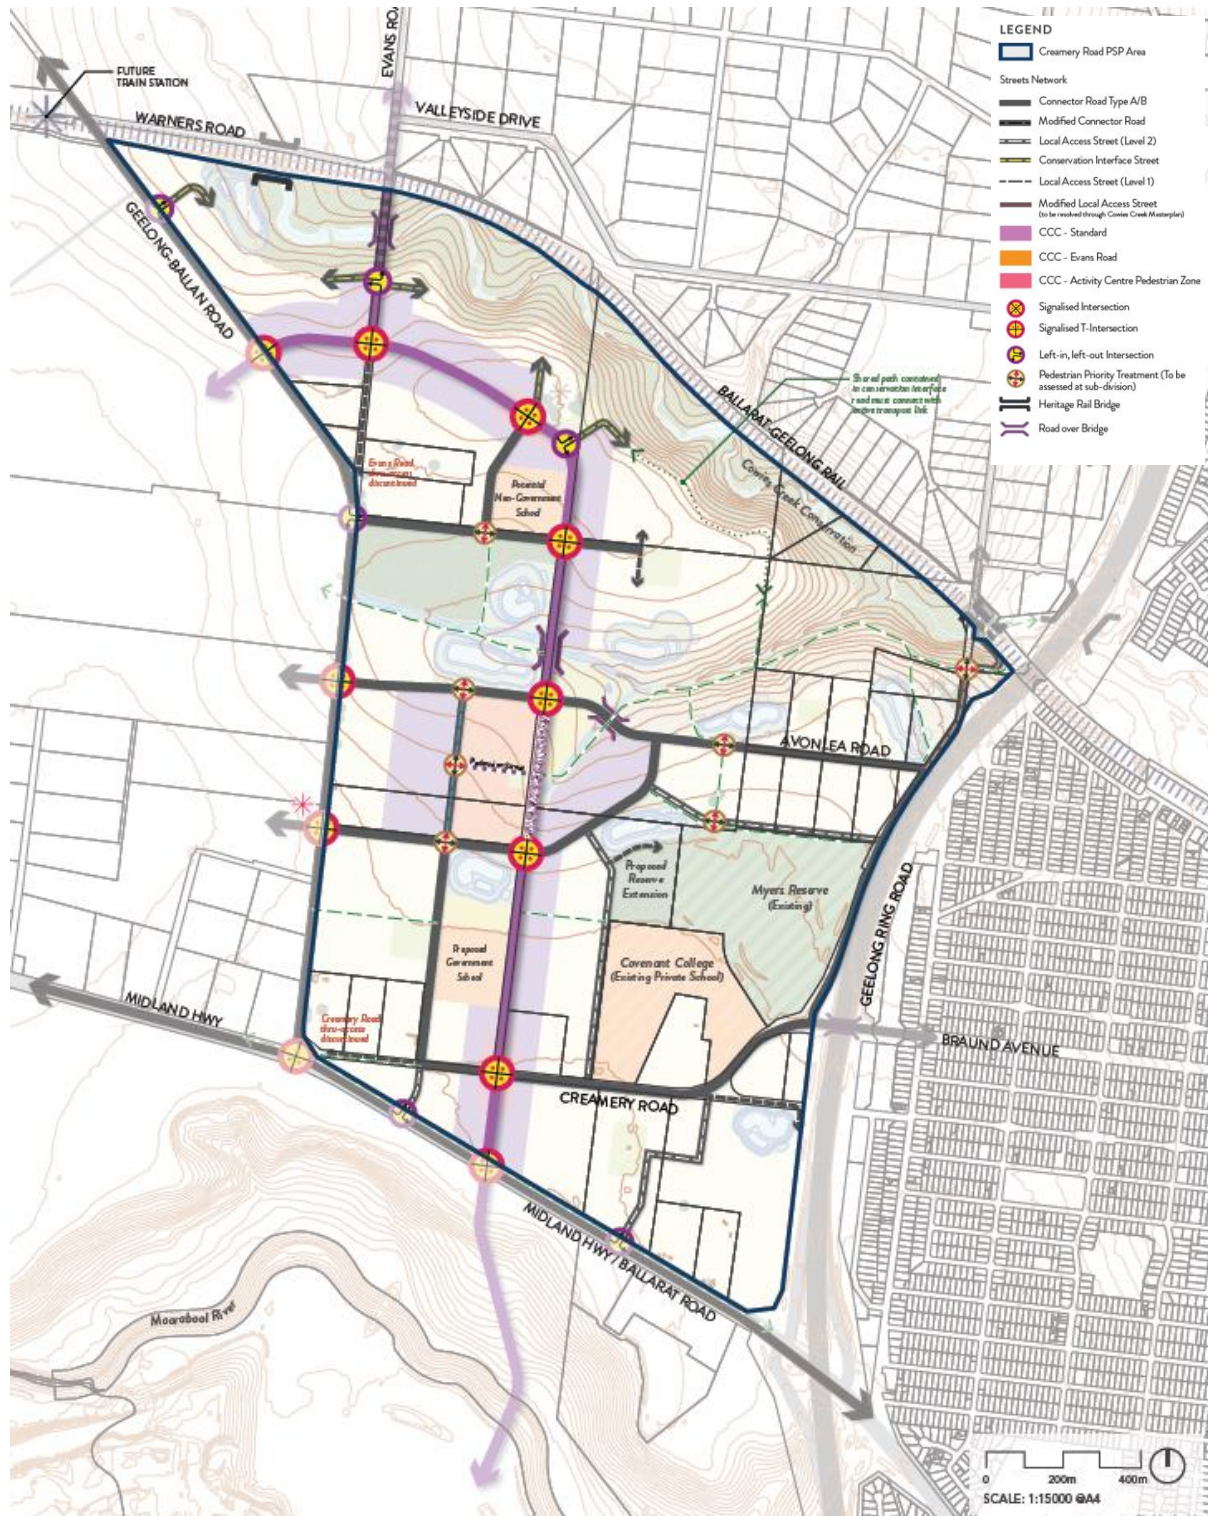 EVANS ROA
FUTURE
TRAIN STATION
WARNERS ROAD
VALLEYSIDE DRIVE
GEELONG-BALLAN ROAD
LEGEND
Creamery Road PSP Area
Streets Network
Connector Road Type A/B
Modified Connector Road
Local Access Street (Level 2)
Conservation Interface Street
Local Access Street (Level 1)
Modified Local Access Street
(to be resolved through Cowies Creek Masterplan)
CCC - Standard
CCC - Evans Road
CCC - Activity Centre Pedestrian Zone
Signalised Intersection
Signalised T-Intersection
Left-in, left-out Intersection
Pedestrian Priority Treatment (To be
assessed at sub-division)
Heritage Rail Bridge
Road over Bridge
Shared path contained
in conservation interface
road must connect with
active transport link
BALLARAT-GEELONG RAIL
Cowies Creek Conservation
Evans Road
thru-access
discontinued
Potential
Non-Government
School
AVONLEA ROAD
Proposed
Reserve
Extension
Myers Reserve
(Existing)
GEELONG RING ROAD
Proposed
Government
School
Covenant College
(Existing Private School)
MIDLAND HWY
Creamery Road
thru-access
discontinued
BRAUND AVENUE
CREAMERY ROAD
MIDLAND HWY / BALLARAT ROAD
Moorabool River
0 200m 400m
SCALE: 1:15000 @A4